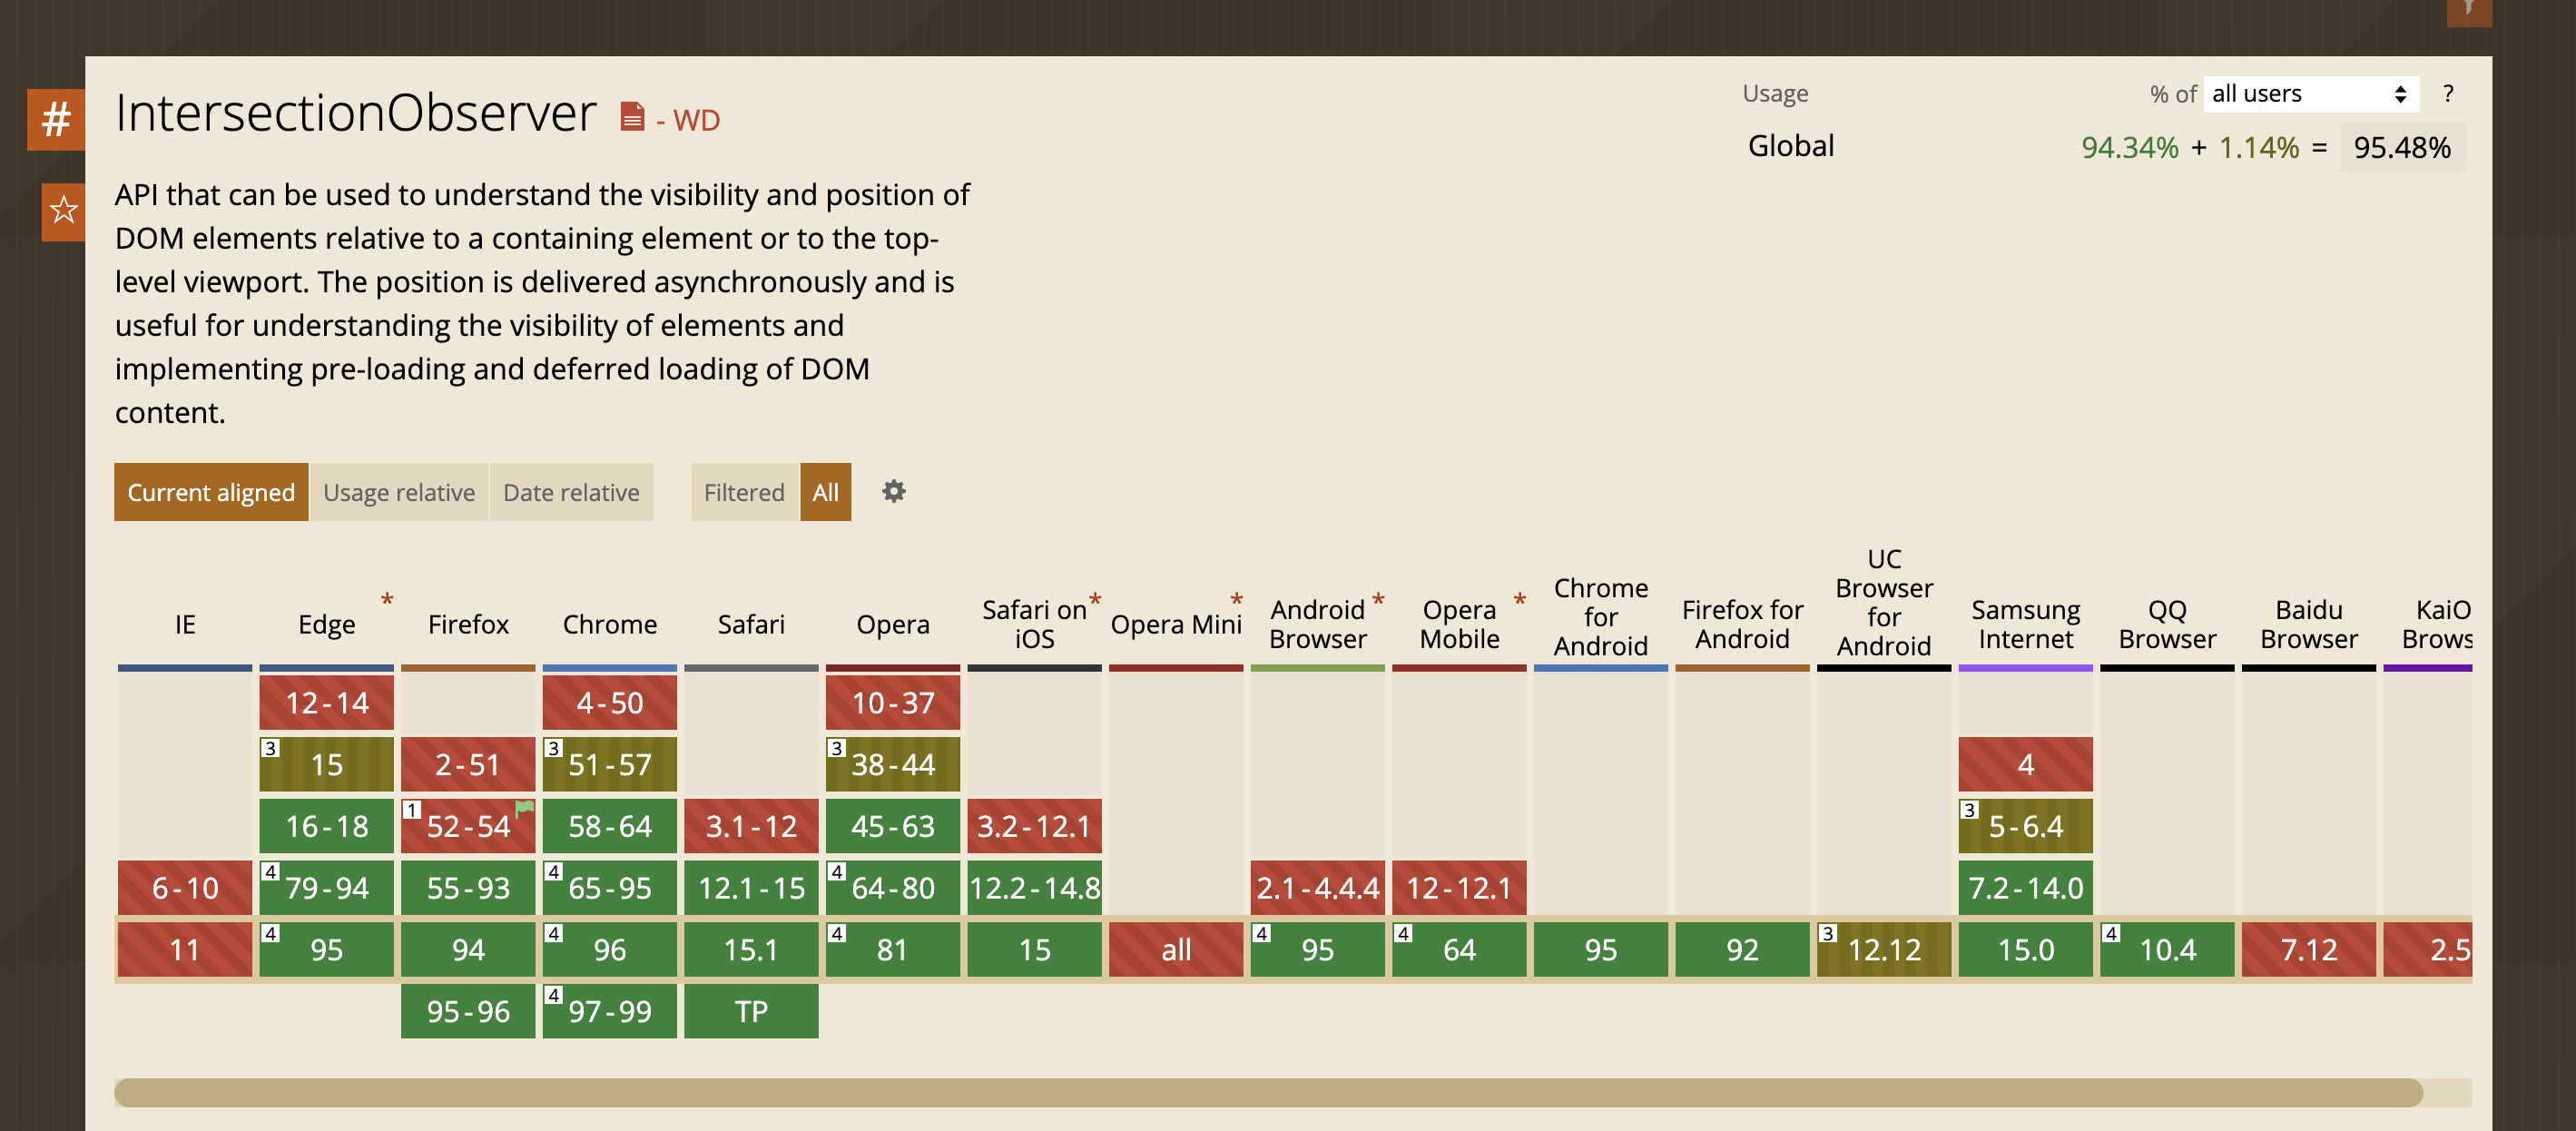 #
IntersectionObserver - WD
Usage % of all users ?
Global 94.34% + 1.14% = 95.48%
API that can be used to understand the visibility and position of
DOM elements relative to a containing element or to the top-
level viewport. The position is delivered asynchronously and is
useful for understanding the visibility of elements and
implementing pre-loading and deferred loading of DOM
content.
Current aligned Usage relative Date relative Filtered All
IE
Edge *
Firefox
Chrome
Safari
Opera
Safari on *
iOS
Opera Mini *
Android *
Browser
Opera *
Mobile
Chrome
for
Android
Firefox for
Android
UC
Browser
for
Android
Samsung
Internet
QQ
Browser
Baidu
Browser
KaiO
Brows
12-14 4-50 10-37
3 15 2-51 3 51-57 3 38-44 4
16-18 1 52-54 58-64 3.1-12 45-63 3.2-12.1 3 5-6.4
6-10 4 79-94 55-93 4 65-95 12.1-15 4 64-80 12.2-14.8 2.1-4.4.4 12-12.1 7.2-14.0
11 4 95 94 4 96 15.1 4 81 15 all 4 95 4 64 95 92 3 12.12 15.0 4 10.4 7.12 2.5
95-96 4 97-99 TP